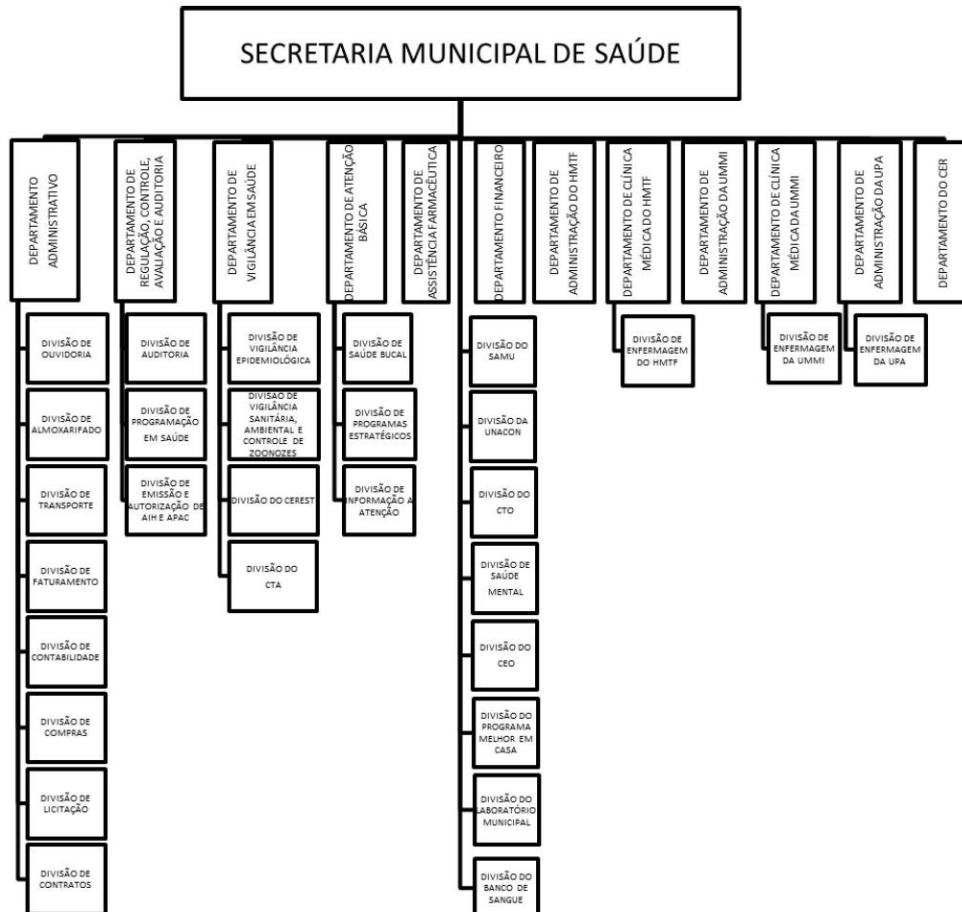 SECRETARIA MUNICIPAL DE SAÚDE
DEPARTAMENTO
ADMINISTRATIVO
DEPARTAMENTO DE
REGULAÇÃO, CONTROLE,
AVALIAÇÃO E AUDITORIA
DEPARTAMENTO DE
VIGILÂNCIA EM SAÚDE
DEPARTAMENTO DE ATENÇÃO
BÁSICA
DEPARTAMENTO DE
ASSISTÊNCIA FARMACÊUTICA
DEPARTAMENTO FINANCEIRO
DEPARTAMENTO DE
ADMINISTRAÇÃO DO HMTF
DEPARTAMENTO DE CLÍNICA
MÉDICA DO HMTF
DEPARTAMENTO DE
ADMINISTRAÇÃO DA UMMI
DEPARTAMENTO DE CLÍNICA
MÉDICA DA UMMI
DEPARTAMENTO DE
ADMINISTRAÇÃO DA UPA
DEPARTAMENTO DO CER
DIVISÃO DE
OUVIDORIA
DIVISÃO DE
ALMOXARIFADO
DIVISÃO DE
TRANSPORTE
DIVISÃO DE
FATURAMENTO
DIVISÃO DE
CONTABILIDADE
DIVISÃO DE
COMPRAS
DIVISÃO DE
LICITAÇÃO
DIVISÃO DE
CONTRATOS
DIVISÃO DE
AUDITORIA
DIVISÃO DE
PROGRAMAÇÃO
EM SAÚDE
DIVISÃO DE
EMISSÃO E
AUTORIZAÇÃO DE
AIH E APAC
DIVISÃO DE
VIGILÂNCIA
EPIDEMIOLÓGICA
DIVISÃO DE
VIGILÂNCIA
SANITÁRIA,
AMBIENTAL E
CONTROLE DE
ZOONOZES
DIVISÃO DO CEREST
DIVISÃO DO
CTA
DIVISÃO DE
SAÚDE BUCAL
DIVISÃO DE
PROGRAMAS
ESTRATÉGICOS
DIVISÃO DE
INFORMAÇÃO A
ATENÇÃO
DIVISÃO DO
SAMU
DIVISÃO DA
UNACON
DIVISÃO DO
CTO
DIVISÃO DE
SAÚDE
MENTAL
DIVISÃO DO
CEO
DIVISÃO DO
PROGRAMA
MELHOR EM
CASA
DIVISÃO DO
LABORATÓRIO
MUNICIPAL
DIVISÃO DO
BANCO DE
SANGUE
DIVISÃO DE
ENFERMAGEM
DO HMTF
DIVISÃO DE
ENFERMAGEM
DA UMMI
DIVISÃO DE
ENFERMAGEM
DA UPA